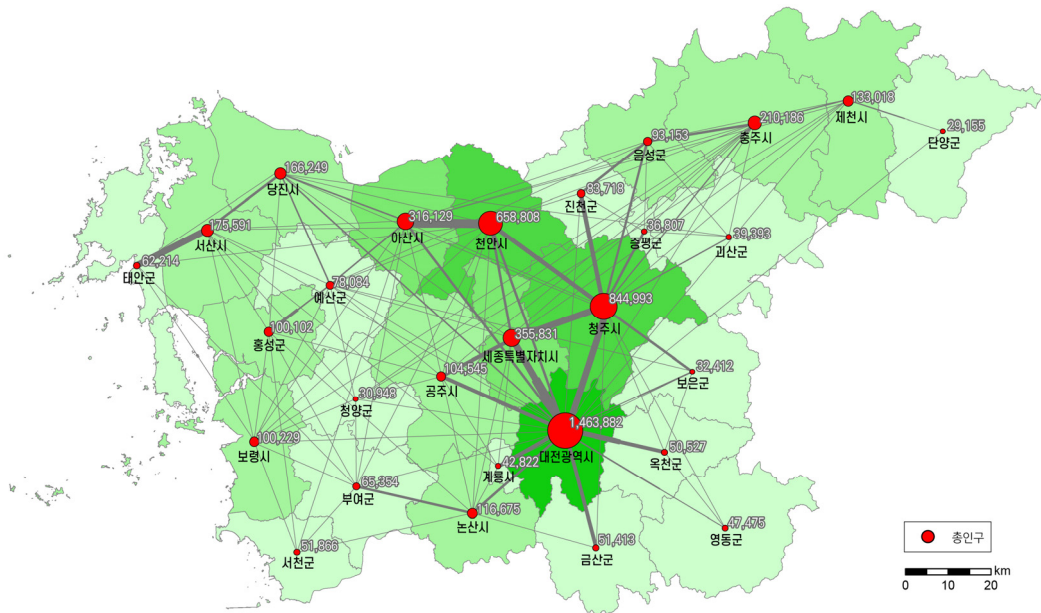 133,018
제천시
210,186
충주시
29,155
단양군
93,153
음성군
166,249
당진시
83,718
진천군
316,129
아산시
658,808
천안시
175,591
서산시
36,807
증평군
39,393
괴산군
62,214
태안군
78,084
예산군
844,993
청주시
100,102
홍성군
355,831
세종특별자치시
104,545
공주시
32,412
보은군
30,948
청양군
1,463,882
대전광역시
100,229
보령시
50,527
옥천군
42,822
계룡시
65,354
부여군
116,675
논산시
47,475
영동군
51,866
서천군
51,413
금산군
총인구
km
0 10 20